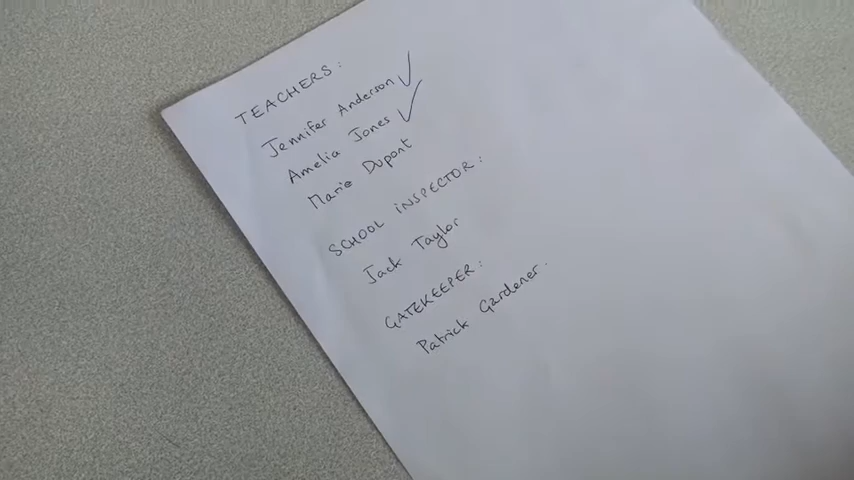 TEACHERS:
Jennifer Anderson ✓
Amelia Jones ✓
Marie Dupont
SCHOOL INSPECTOR:
Jack Taylor
GATEKEEPER:
Patrick Gardener.